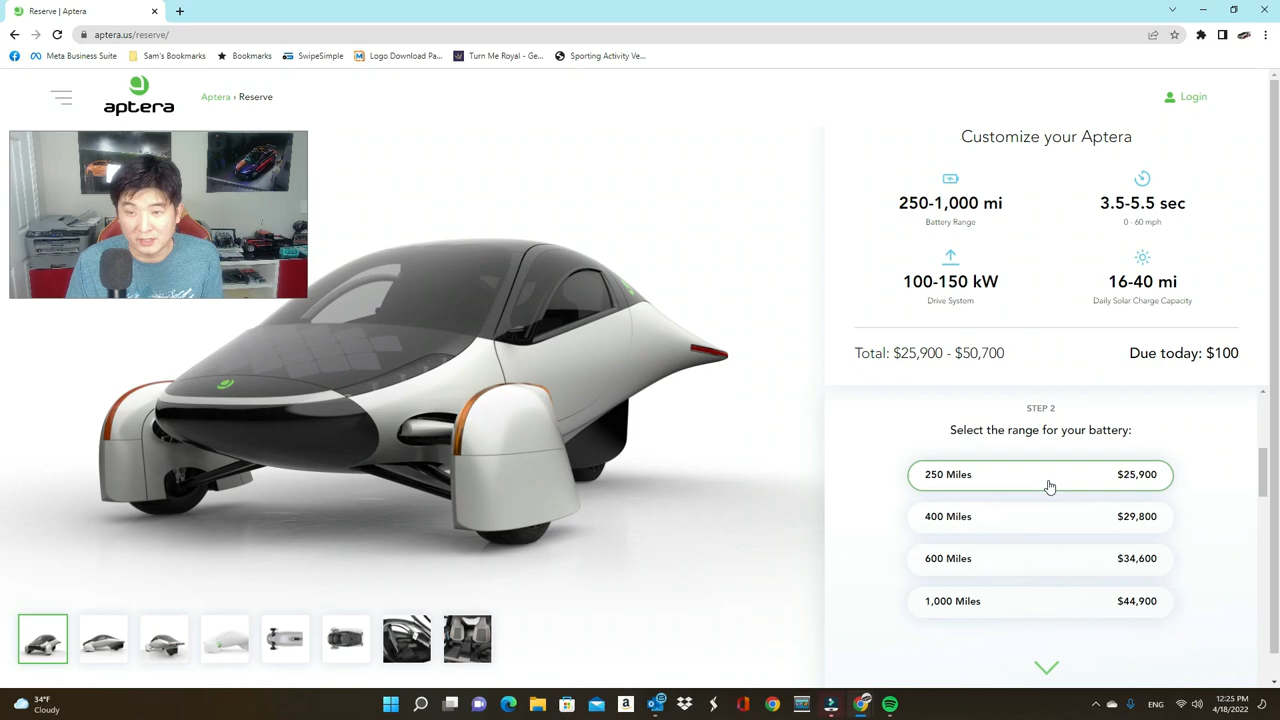 Reserve | Aptera
aptera.us/reserve/
Meta Business Suite
Sam's Bookmarks
Bookmarks
SwipeSimple
Logo Download Pa...
Turn Me Royal - Ge...
Sporting Activity Ve...
aptera
Aptera › Reserve
Login
Customize your Aptera
250-1,000 mi
Battery Range
3.5-5.5 sec
0 - 60 mph
100-150 kW
Drive System
16-40 mi
Daily Solar Charge Capacity
Total: $25,900 - $50,700
Due today: $100
STEP 2
Select the range for your battery:
250 Miles $25,900
400 Miles $29,800
600 Miles $34,600
1,000 Miles $44,900
34°F
Cloudy
12:25 PM
4/18/2022